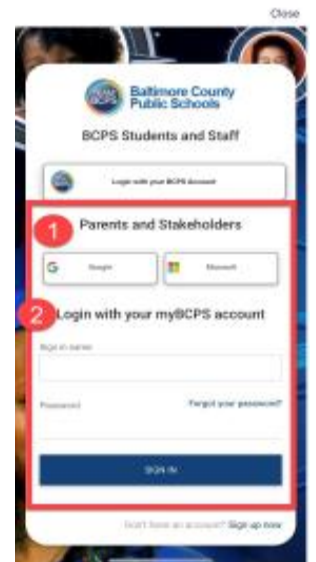 Close
Baltimore County
Public Schools
BCPS Students and Staff
Login with your BCPS Account
1
Parents and Stakeholders
Google
Microsoft
2
Login with your myBCPS account
Sign in name
Password
Forgot your password?
SIGN IN
Don't have an account? Sign up now